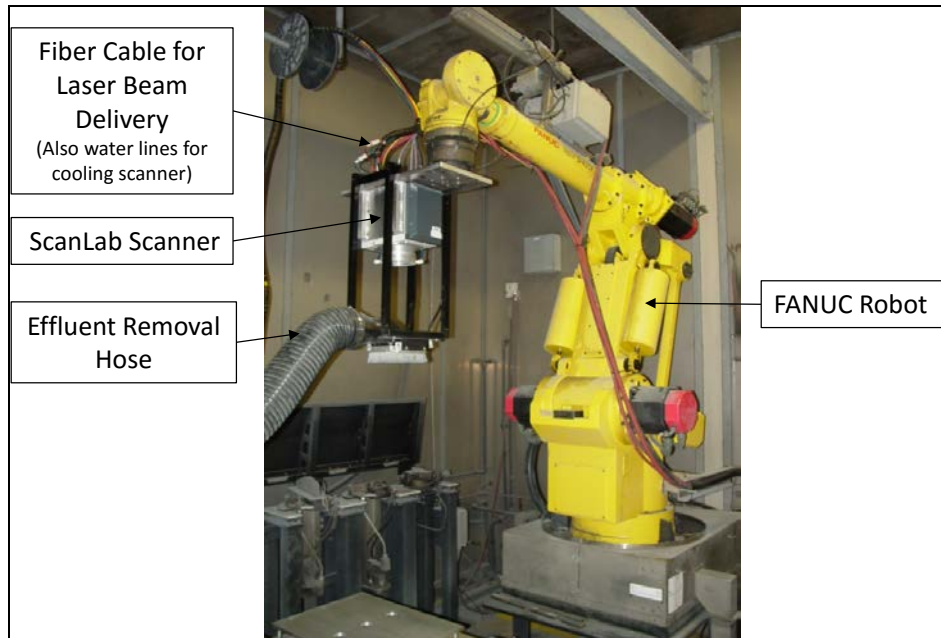 Fiber Cable for
Laser Beam
Delivery
(Also water lines for
cooling scanner)
ScanLab Scanner
Effluent Removal
Hose
FANUC Robot
FANUC